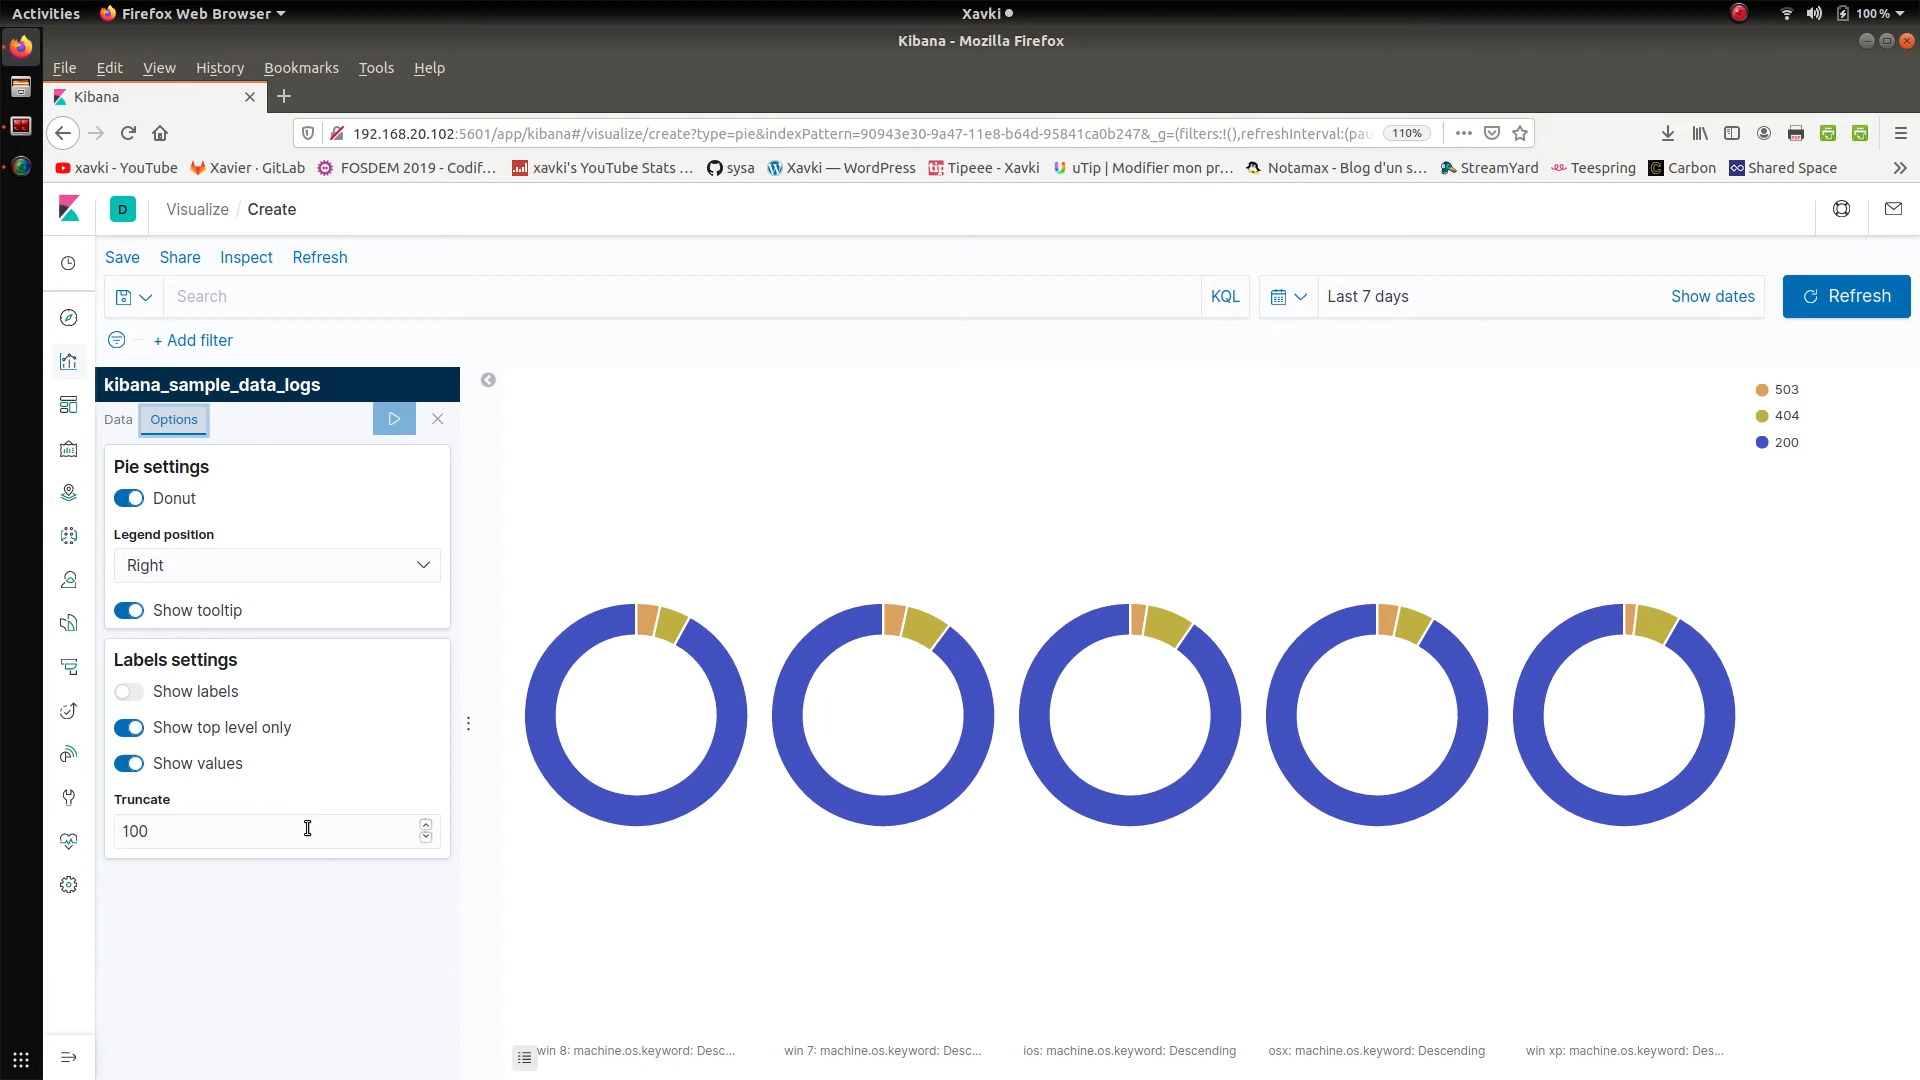 Activities Firefox Web Browser Xavki 100 %
Kibana - Mozilla Firefox
File Edit View History Bookmarks Tools Help
Kibana
192.168.20.102:5601/app/kibana#/visualize/create?type=pie&indexPattern=90943e30-9a47-11e8-b64d-95841ca0b247&_g=(filters:!(),refreshInterval:(pau 110%
xavki - YouTube Xavier · GitLab FOSDEM 2019 - Codif... xavki's YouTube Stats ... sysa Xavki — WordPress Tipeee - Xavki uTip | Modifier mon pr... Notamax - Blog d'un s... StreamYard Teespring Carbon Shared Space
D Visualize / Create
Save Share Inspect Refresh
Search KQL Last 7 days Show dates Refresh
+ Add filter
kibana_sample_data_logs
Data Options
503
404
200
Pie settings
Donut
Legend position
Right
Show tooltip
Labels settings
Show labels
Show top level only
Show values
Truncate
100
win 8: machine.os.keyword: Desc... win 7: machine.os.keyword: Desc... ios: machine.os.keyword: Descending osx: machine.os.keyword: Descending win xp: machine.os.keyword: Des...